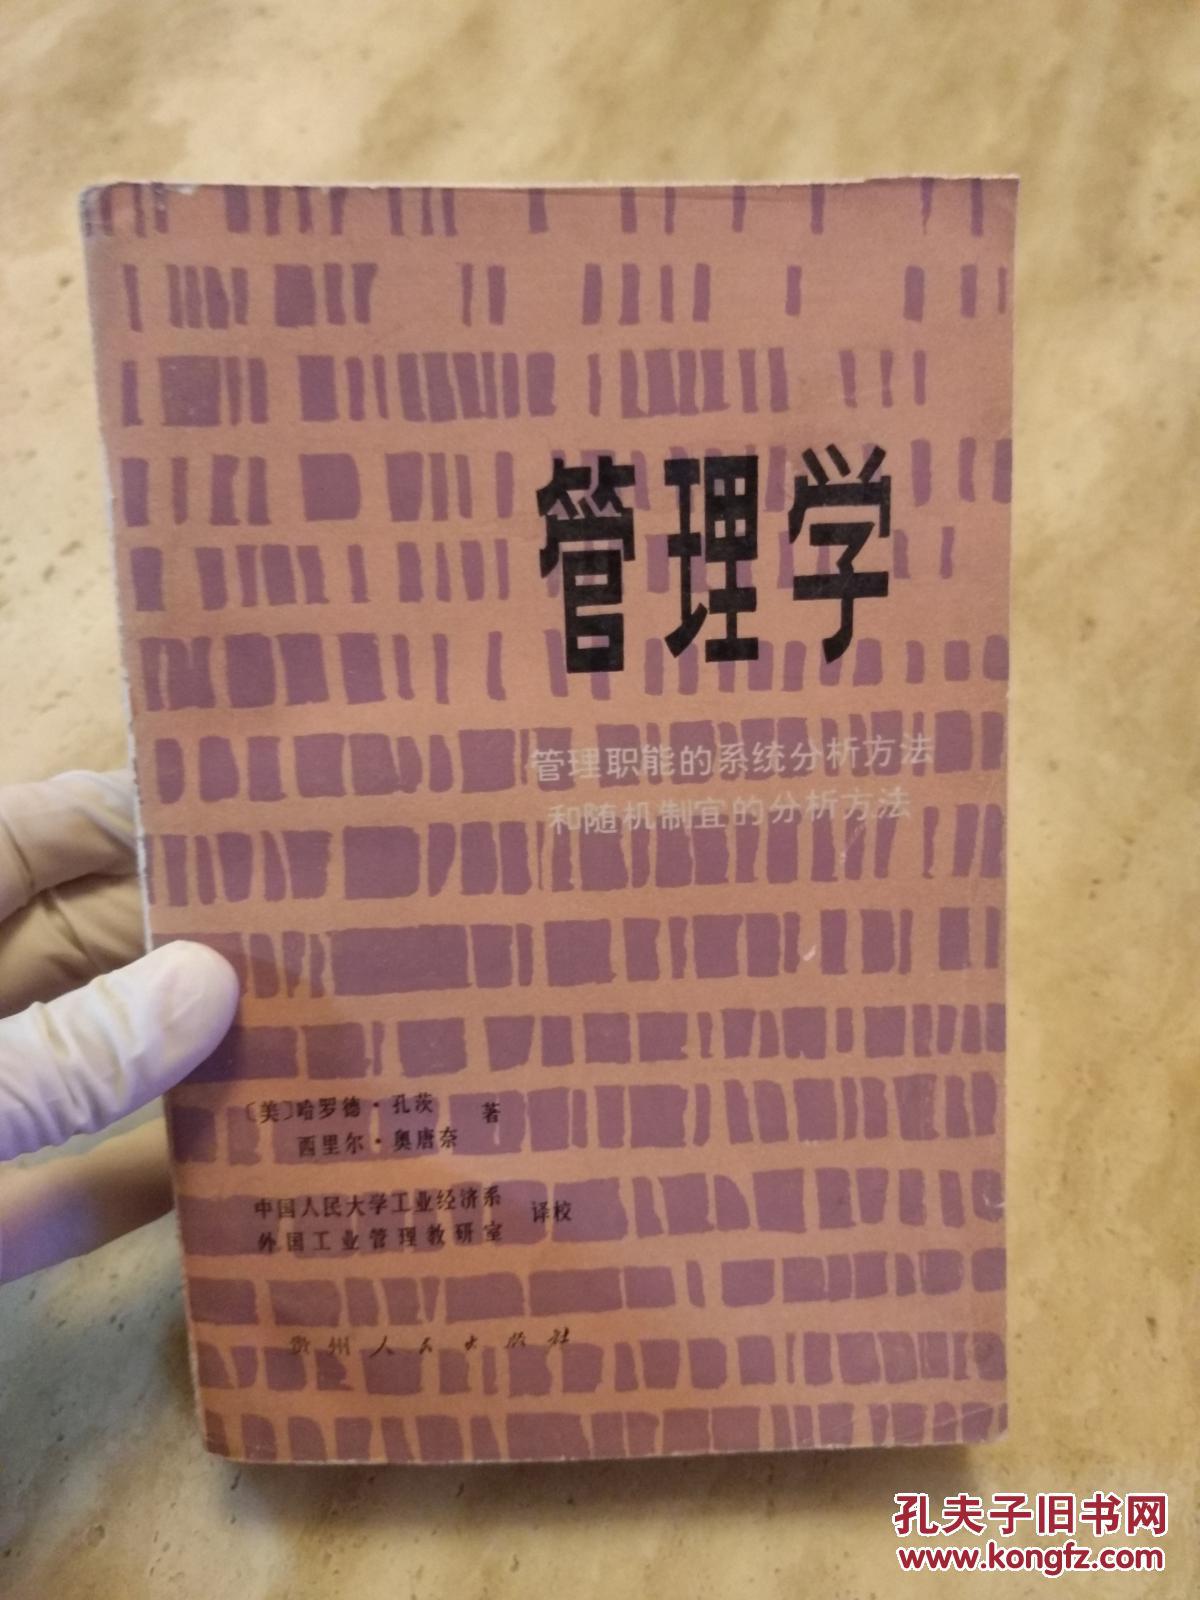 管理学
管理职能的系统分析方法
和随机制宜的分析方法
〔美〕哈罗德·孔茨 著
西里尔·奥唐奈
中国人民大学工业经济系 译校
外国工业管理教研室
贵州人民出版社
孔夫子旧书网
www.kongfz.com